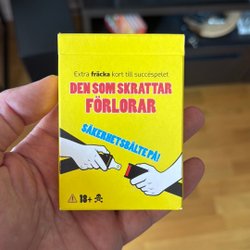 Extra fräcka kort till succéspelet
DEN SOM SKRATTAR
FÖRLORAR
SÄKERHETSBÄLTE PÅ!
18+